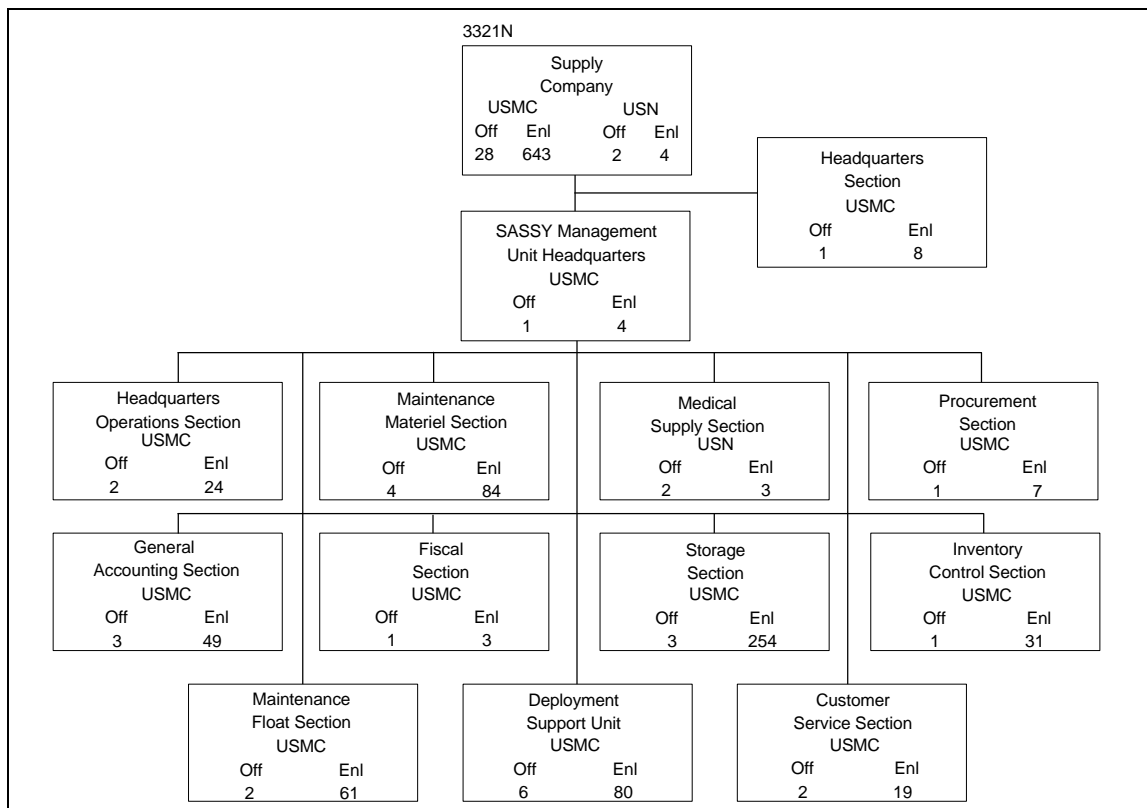 3321N
Supply
Company
USMC USN
Off Enl Off Enl
28 643 2 4
Headquarters
Section
USMC
Off Enl
1 8
SASSY Management
Unit Headquarters
USMC
Off Enl
1 4
Headquarters
Operations Section
USMC
Off Enl
2 24
Maintenance
Materiel Section
USMC
Off Enl
4 84
Medical
Supply Section
USN
Off Enl
2 3
Procurement
Section
USMC
Off Enl
1 7
General
Accounting Section
USMC
Off Enl
3 49
Fiscal
Section
USMC
Off Enl
1 3
Storage
Section
USMC
Off Enl
3 254
Inventory
Control Section
USMC
Off Enl
1 31
Maintenance
Float Section
USMC
Off Enl
2 61
Deployment
Support Unit
USMC
Off Enl
6 80
Customer
Service Section
USMC
Off Enl
2 19